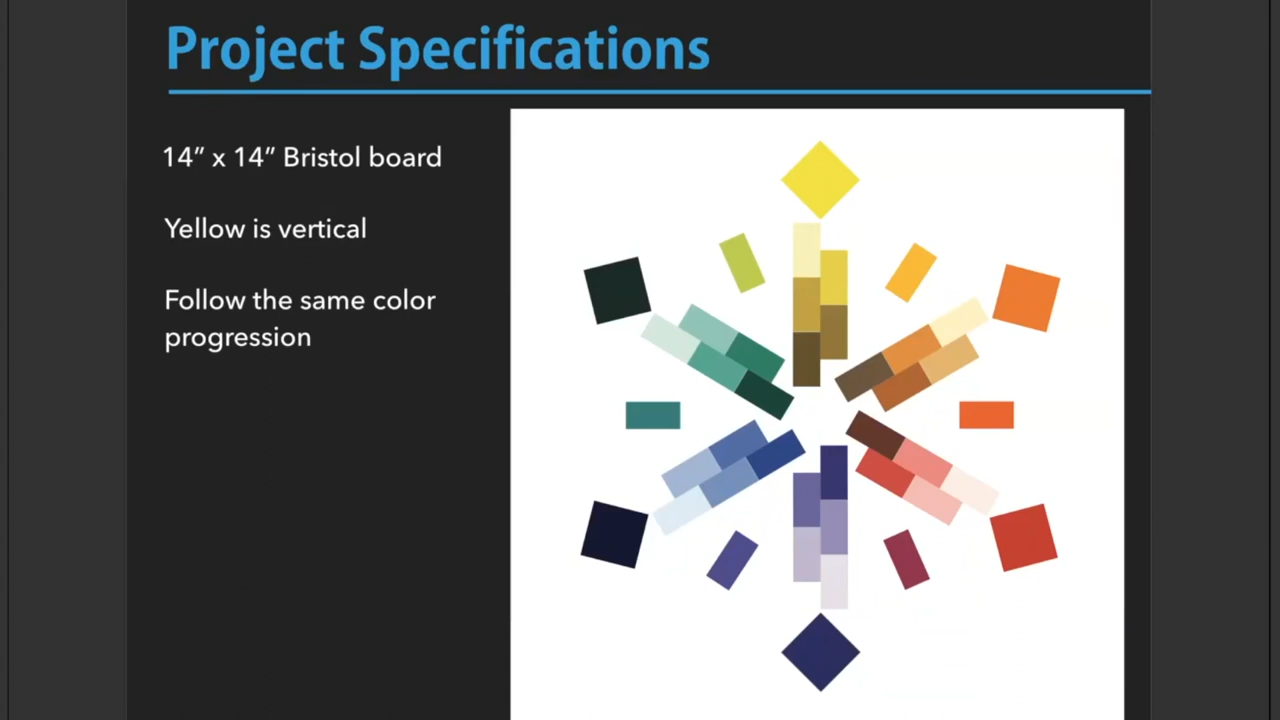 Project Specifications
14” x 14” Bristol board
Yellow is vertical
Follow the same color
progression